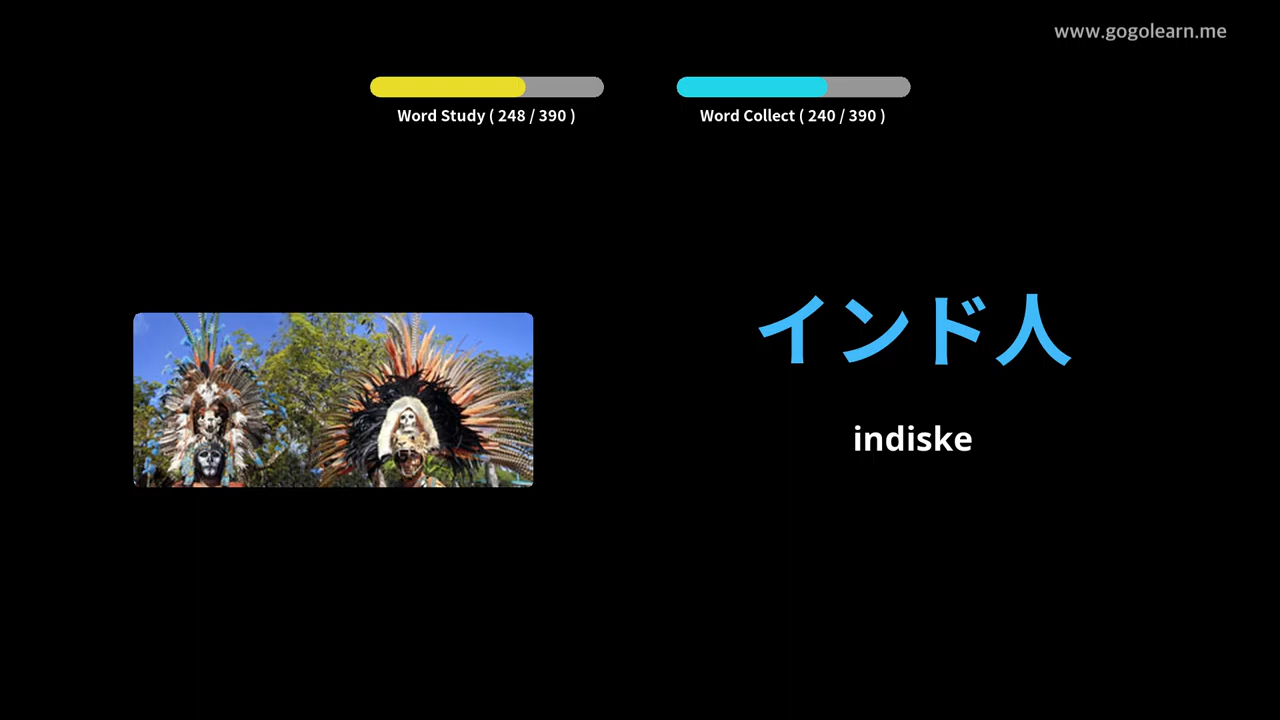 www.gogolearn.me
Word Study ( 248 / 390 )
Word Collect ( 240 / 390 )
インド人
indiske